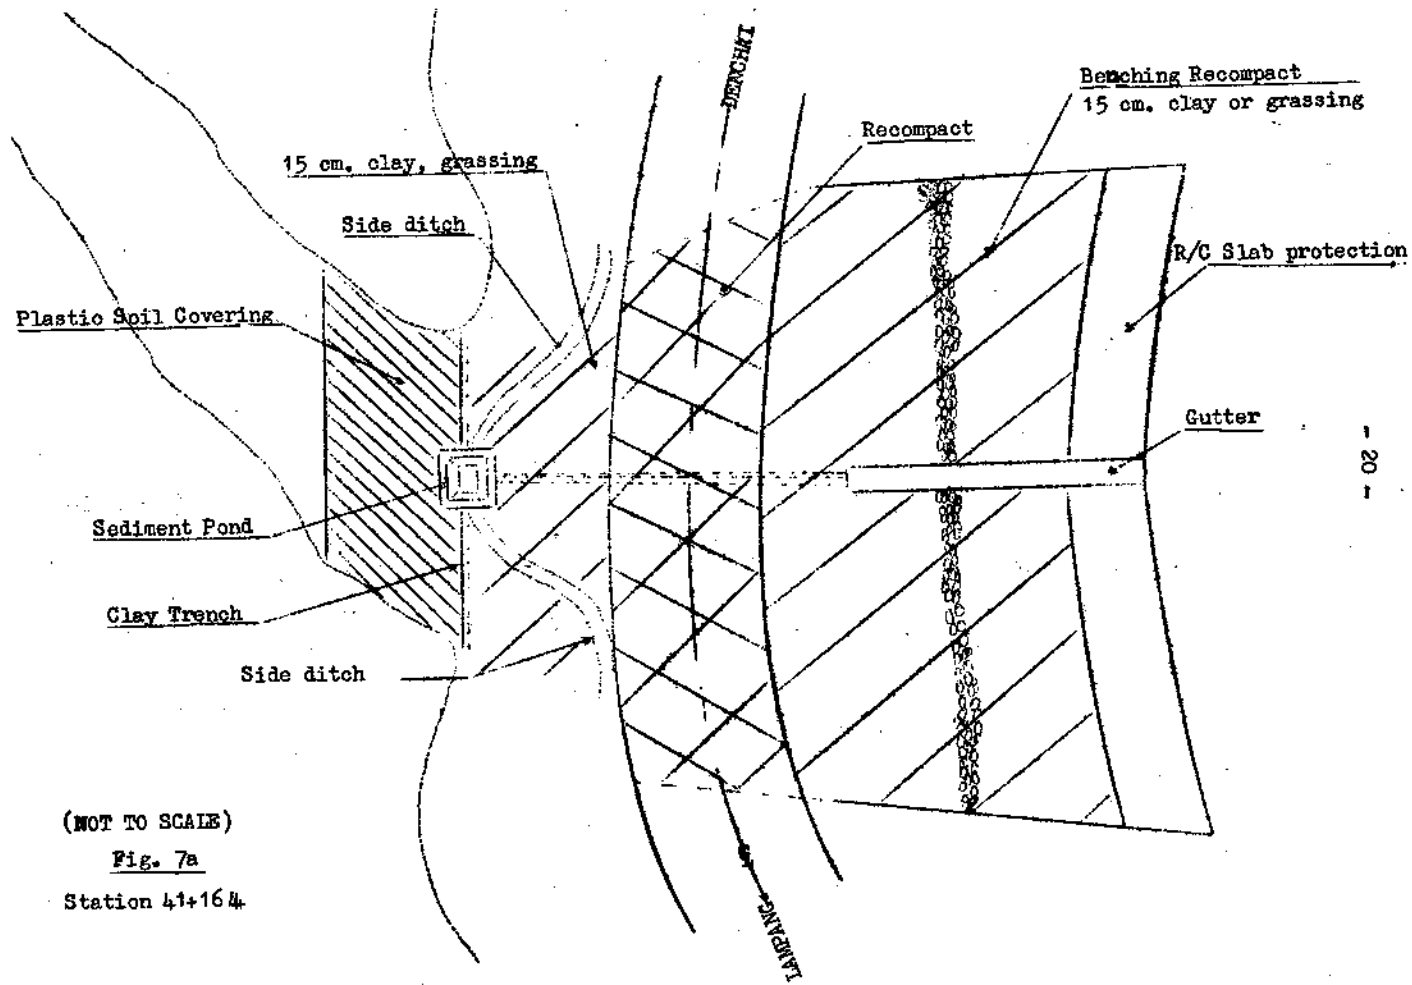 DENCHAI
Benching Recompact
15 cm. clay or grassing
Recompact
15 cm. clay, grassing
Side ditch
R/C Slab protection
Plastic Soil Covering
Gutter
- 20 -
Sediment Pond
Clay Trench
Side ditch
(NOT TO SCALE)
Fig. 7a
Station 41+164
LAMPANG